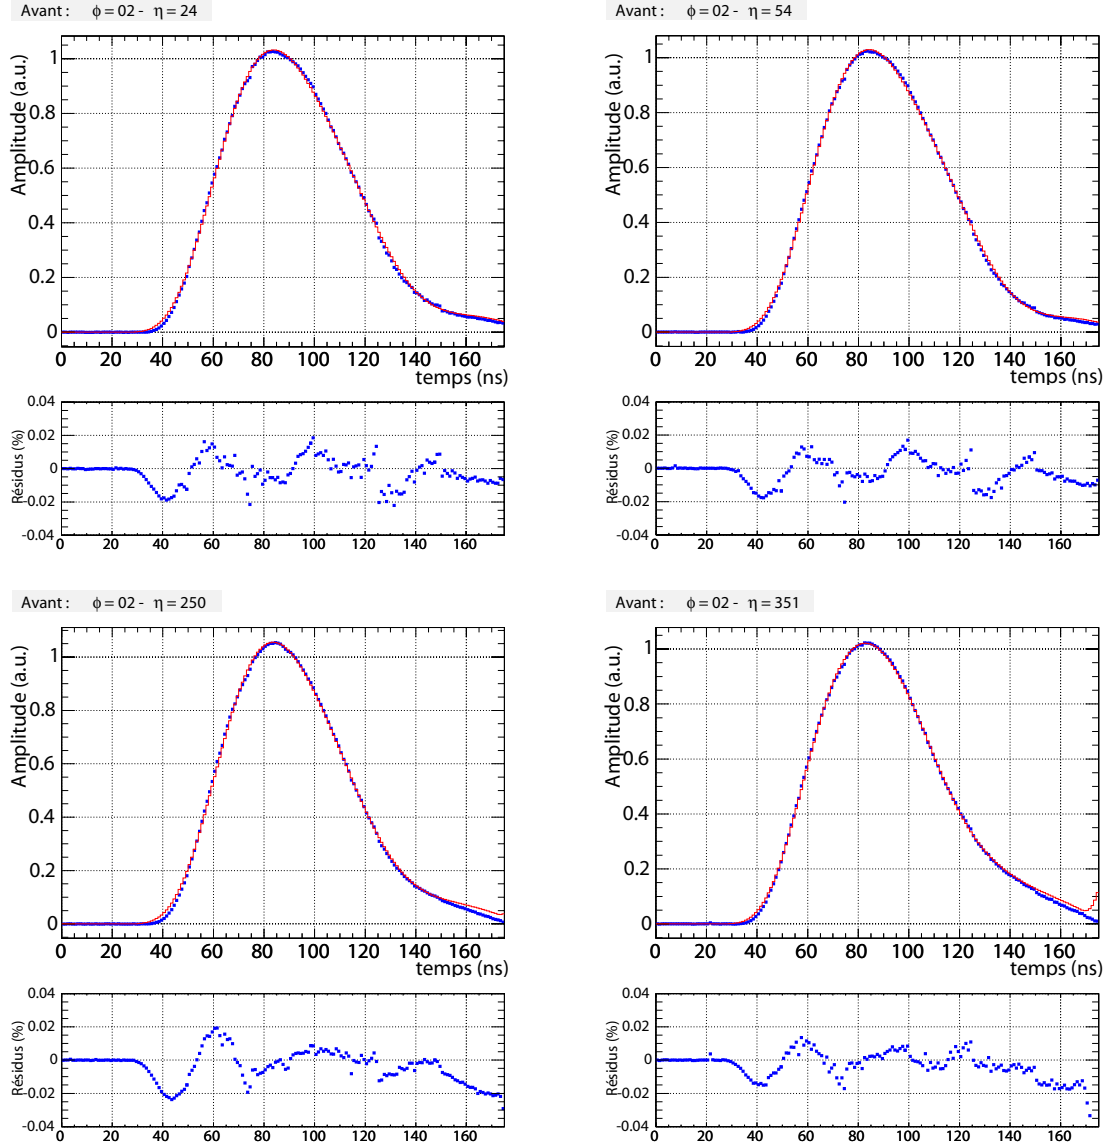 Avant : ϕ = 02 - η = 24
Amplitude (a.u.)
1
0.8
0.6
0.4
0.2
0
0 20 40 60 80 100 120 140 160
temps (ns)
Résidus (%)
0.04
0.02
0
-0.02
-0.04
0 20 40 60 80 100 120 140 160
Avant : ϕ = 02 - η = 54
Amplitude (a.u.)
1
0.8
0.6
0.4
0.2
0
0 20 40 60 80 100 120 140 160
temps (ns)
Résidus (%)
0.04
0.02
0
-0.02
-0.04
0 20 40 60 80 100 120 140 160
Avant : ϕ = 02 - η = 250
Amplitude (a.u.)
1
0.8
0.6
0.4
0.2
0
0 20 40 60 80 100 120 140 160
temps (ns)
Résidus (%)
0.04
0.02
0
-0.02
-0.04
0 20 40 60 80 100 120 140 160
Avant : ϕ = 02 - η = 351
Amplitude (a.u.)
1
0.8
0.6
0.4
0.2
0
0 20 40 60 80 100 120 140 160
temps (ns)
Résidus (%)
0.04
0.02
0
-0.02
-0.04
0 20 40 60 80 100 120 140 160